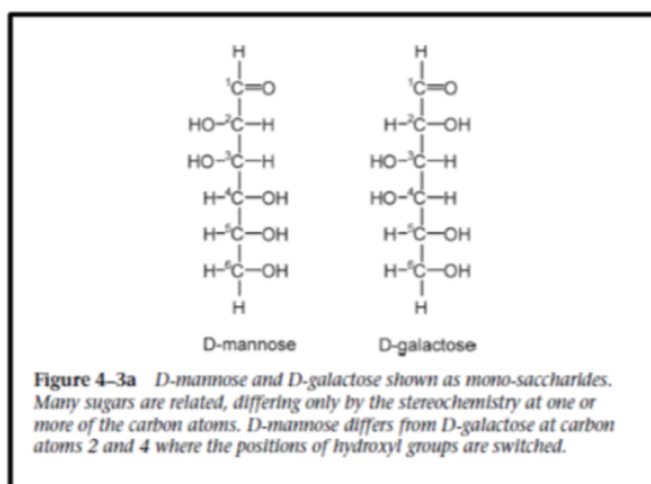 H H
¹C=O ¹C=O
HO-²C-H H-²C-OH
HO-³C-H HO-³C-H
H-⁴C-OH HO-⁴C-H
H-⁵C-OH H-⁵C-OH
H-⁶C-OH H-⁶C-OH
H H
D-mannose D-galactose
Figure 4–3a D-mannose and D-galactose shown as mono-saccharides.
Many sugars are related, differing only by the stereochemistry at one or
more of the carbon atoms. D-mannose differs from D-galactose at carbon
atoms 2 and 4 where the positions of hydroxyl groups are switched.